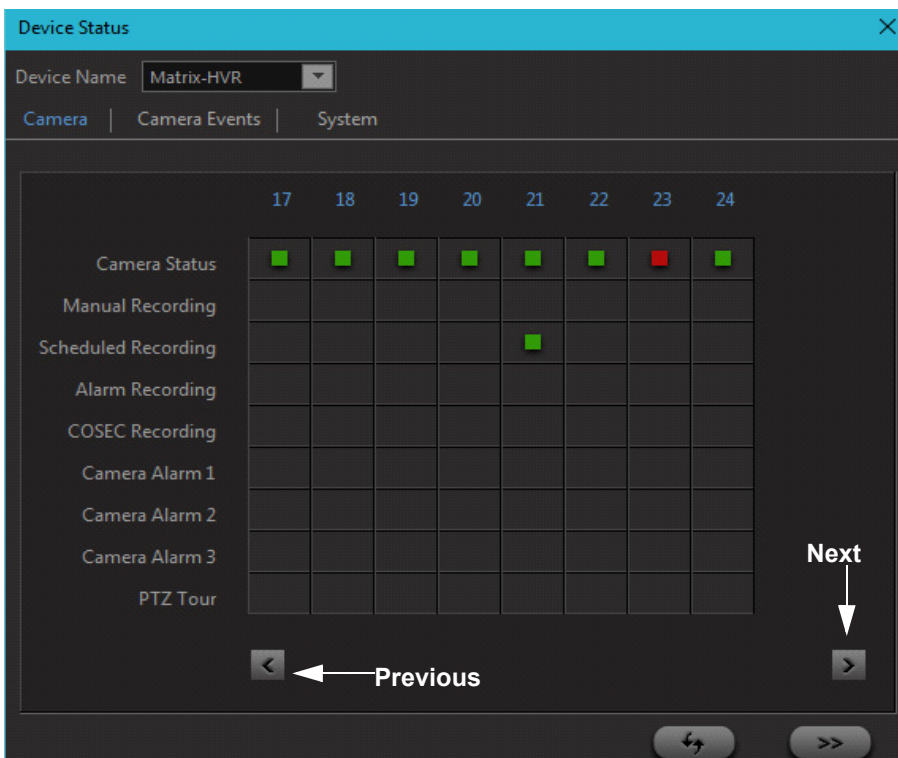 Device Status
Device Name Matrix-HVR
Camera | Camera Events | System
17 18 19 20 21 22 23 24
Camera Status
Manual Recording
Scheduled Recording
Alarm Recording
COSEC Recording
Camera Alarm 1
Camera Alarm 2
Camera Alarm 3
PTZ Tour
Next
< Previous >
>>